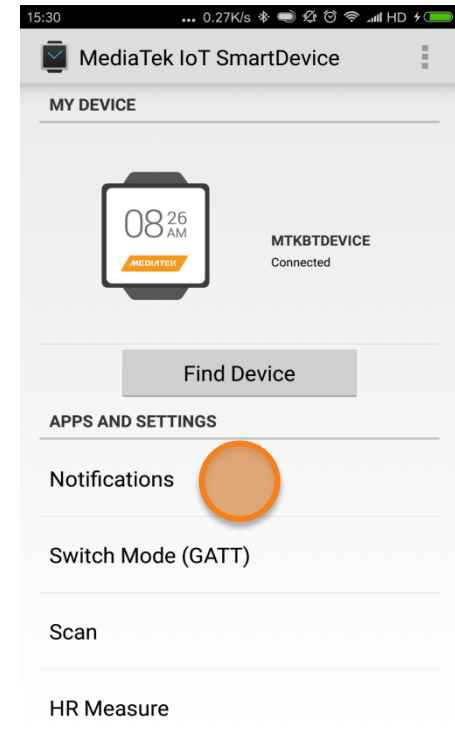 15:30 ... 0.27K/s HD
MediaTek IoT SmartDevice
MY DEVICE
08 26 AM
MEDIATEK
MTKBTDEVICE
Connected
Find Device
APPS AND SETTINGS
Notifications
Switch Mode (GATT)
Scan
HR Measure